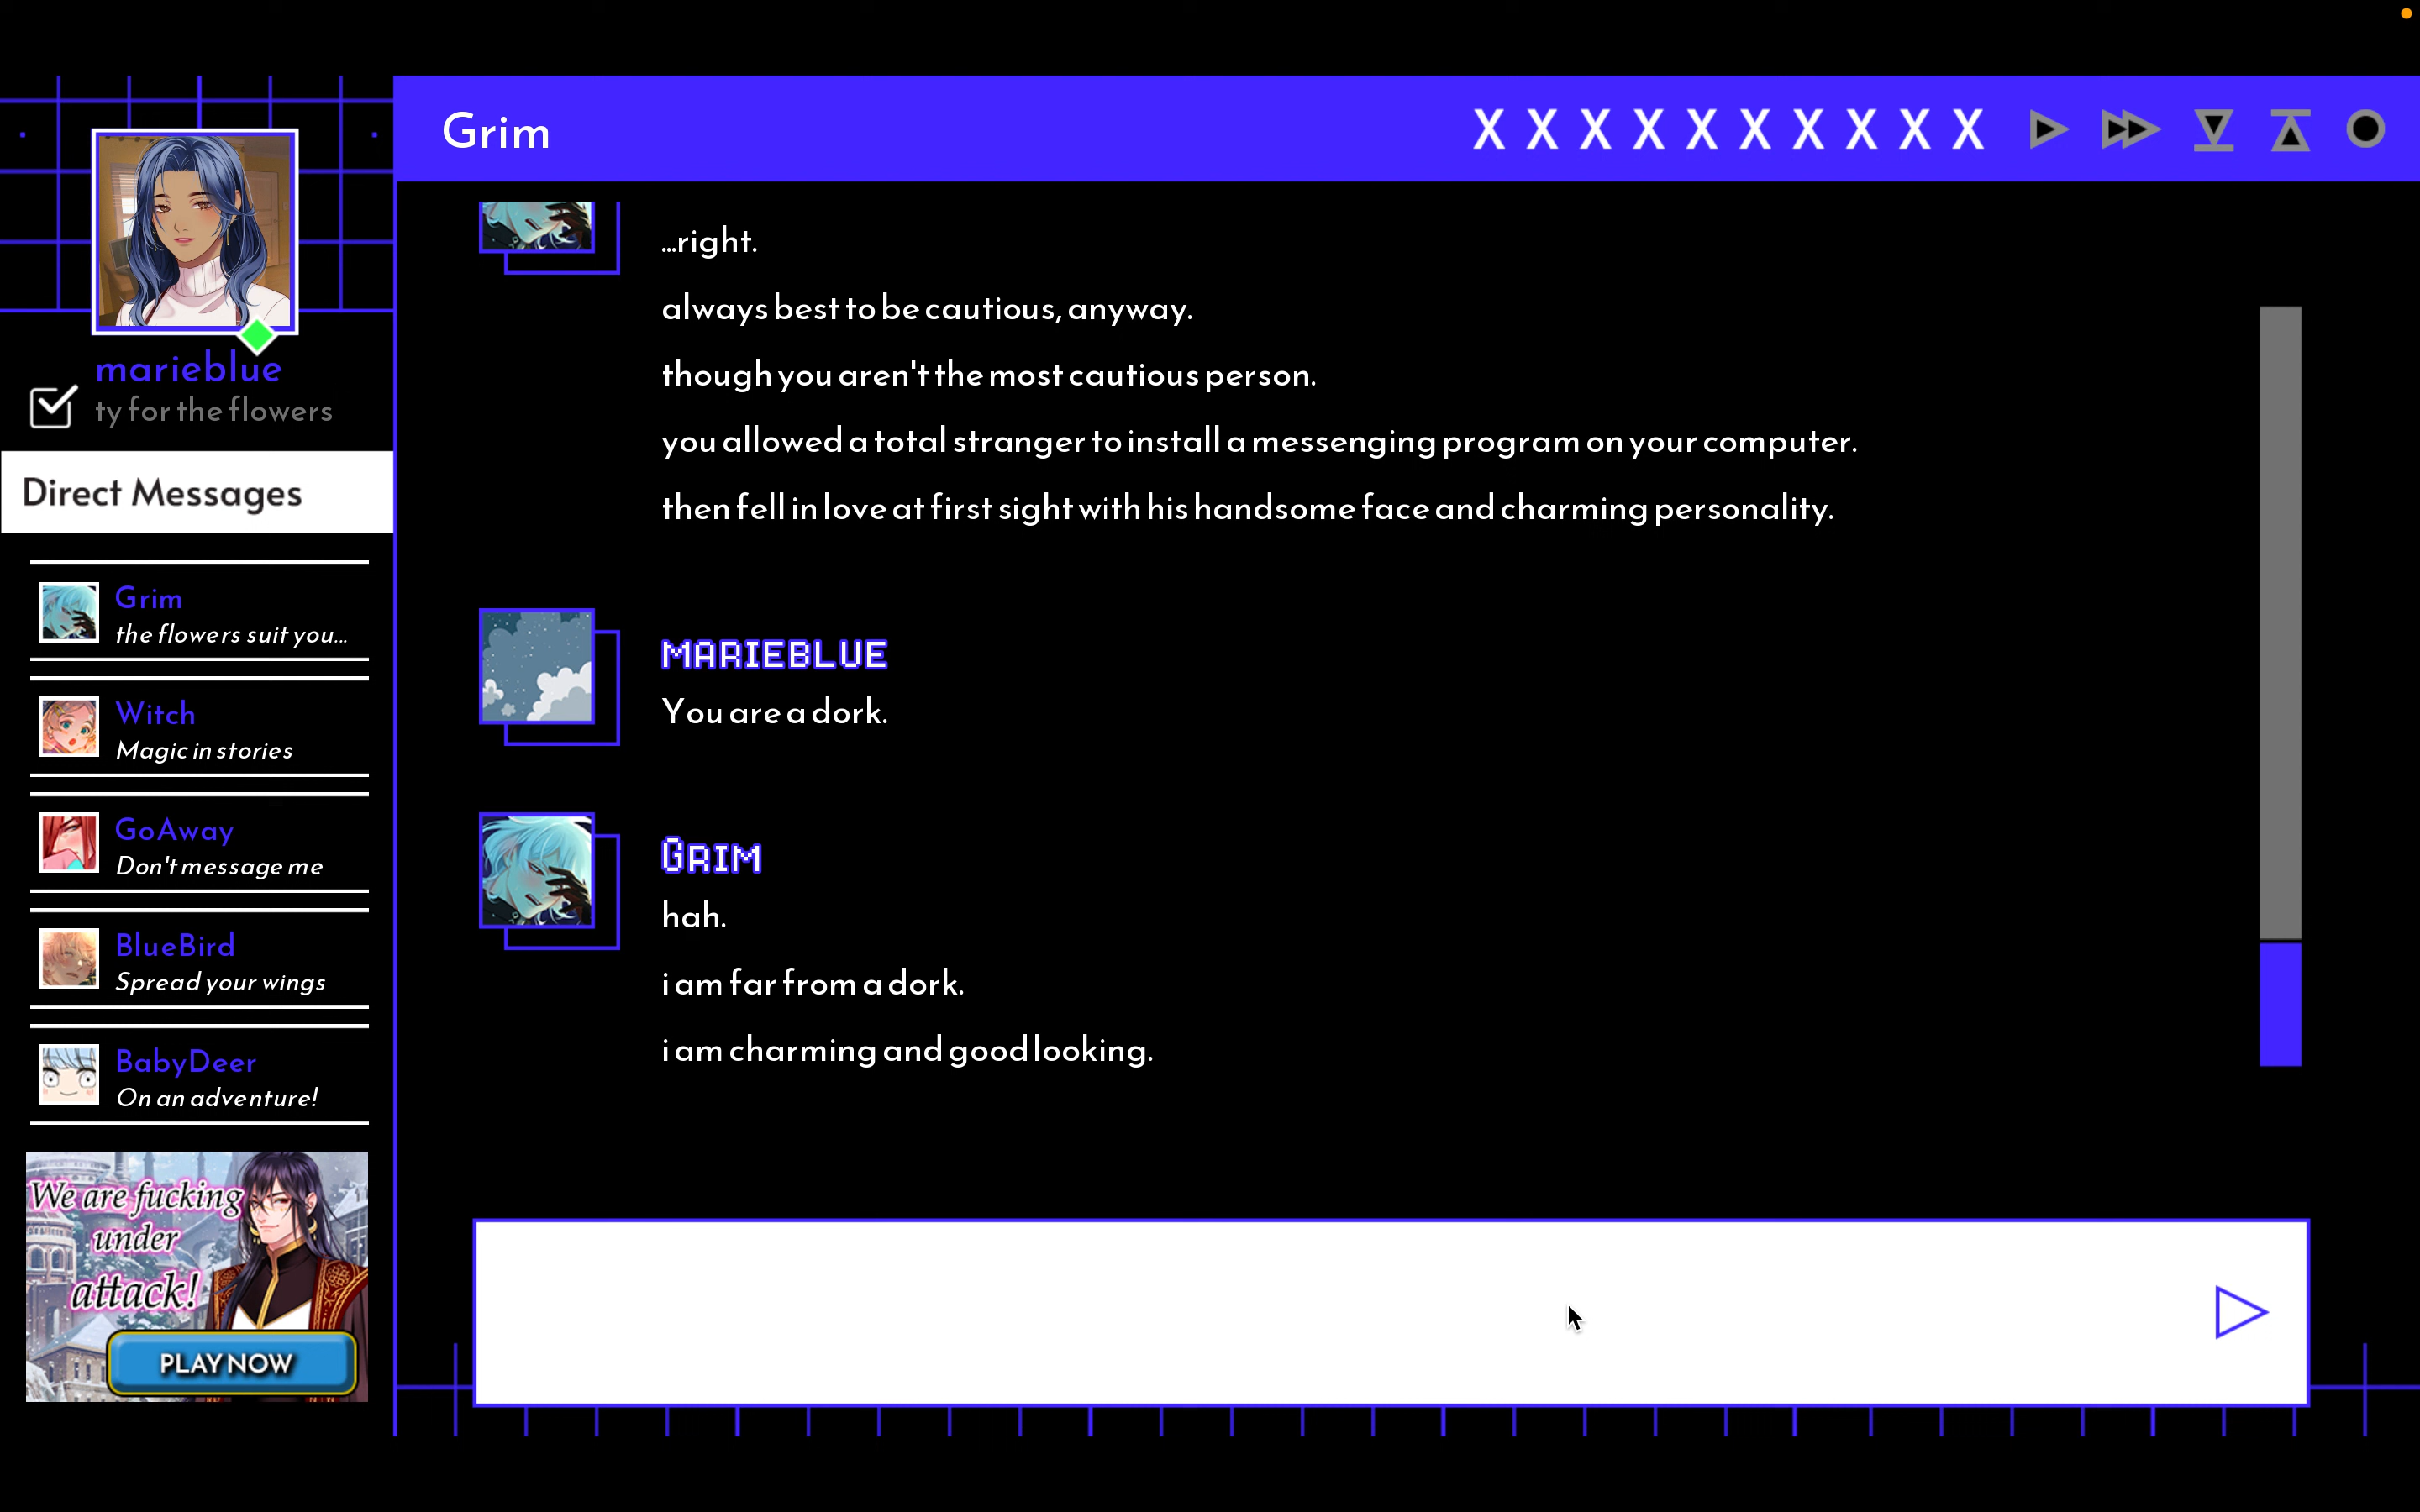 Grim
X X X X X X X X X X
marieblue
ty for the flowers
Direct Messages
Grim
the flowers suit you...
Witch
Magic in stories
GoAway
Don't message me
BlueBird
Spread your wings
BabyDeer
On an adventure!
We are fucking
under
attack!
PLAY NOW
...right.
always best to be cautious, anyway.
though you aren't the most cautious person.
you allowed a total stranger to install a messenging program on your computer.
then fell in love at first sight with his handsome face and charming personality.
MARIEBLUE
You are a dork.
GRIM
hah.
i am far from a dork.
i am charming and good looking.